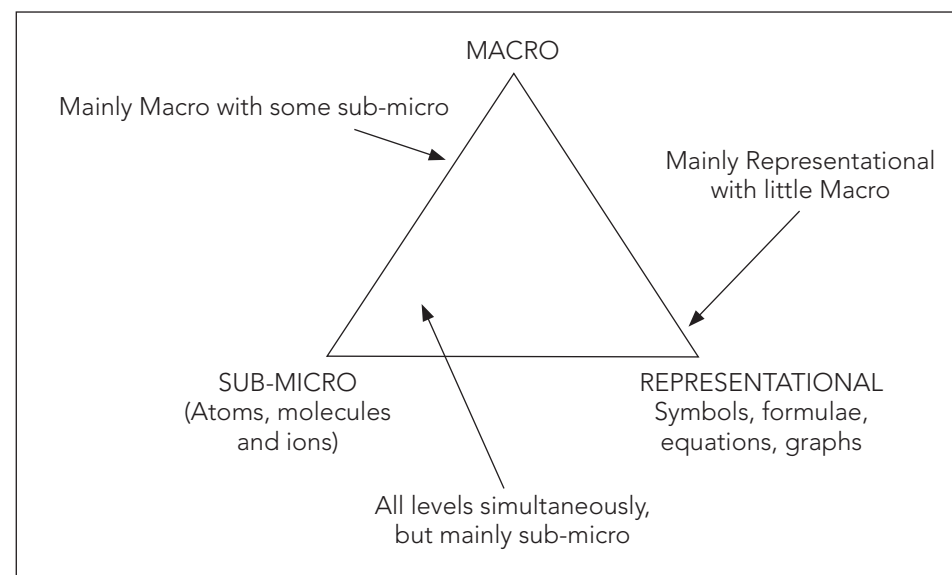 MACRO
Mainly Macro with some sub-micro
Mainly Representational
with little Macro
SUB-MICRO
(Atoms, molecules
and ions)
REPRESENTATIONAL
Symbols, formulae,
equations, graphs
All levels simultaneously,
but mainly sub-micro